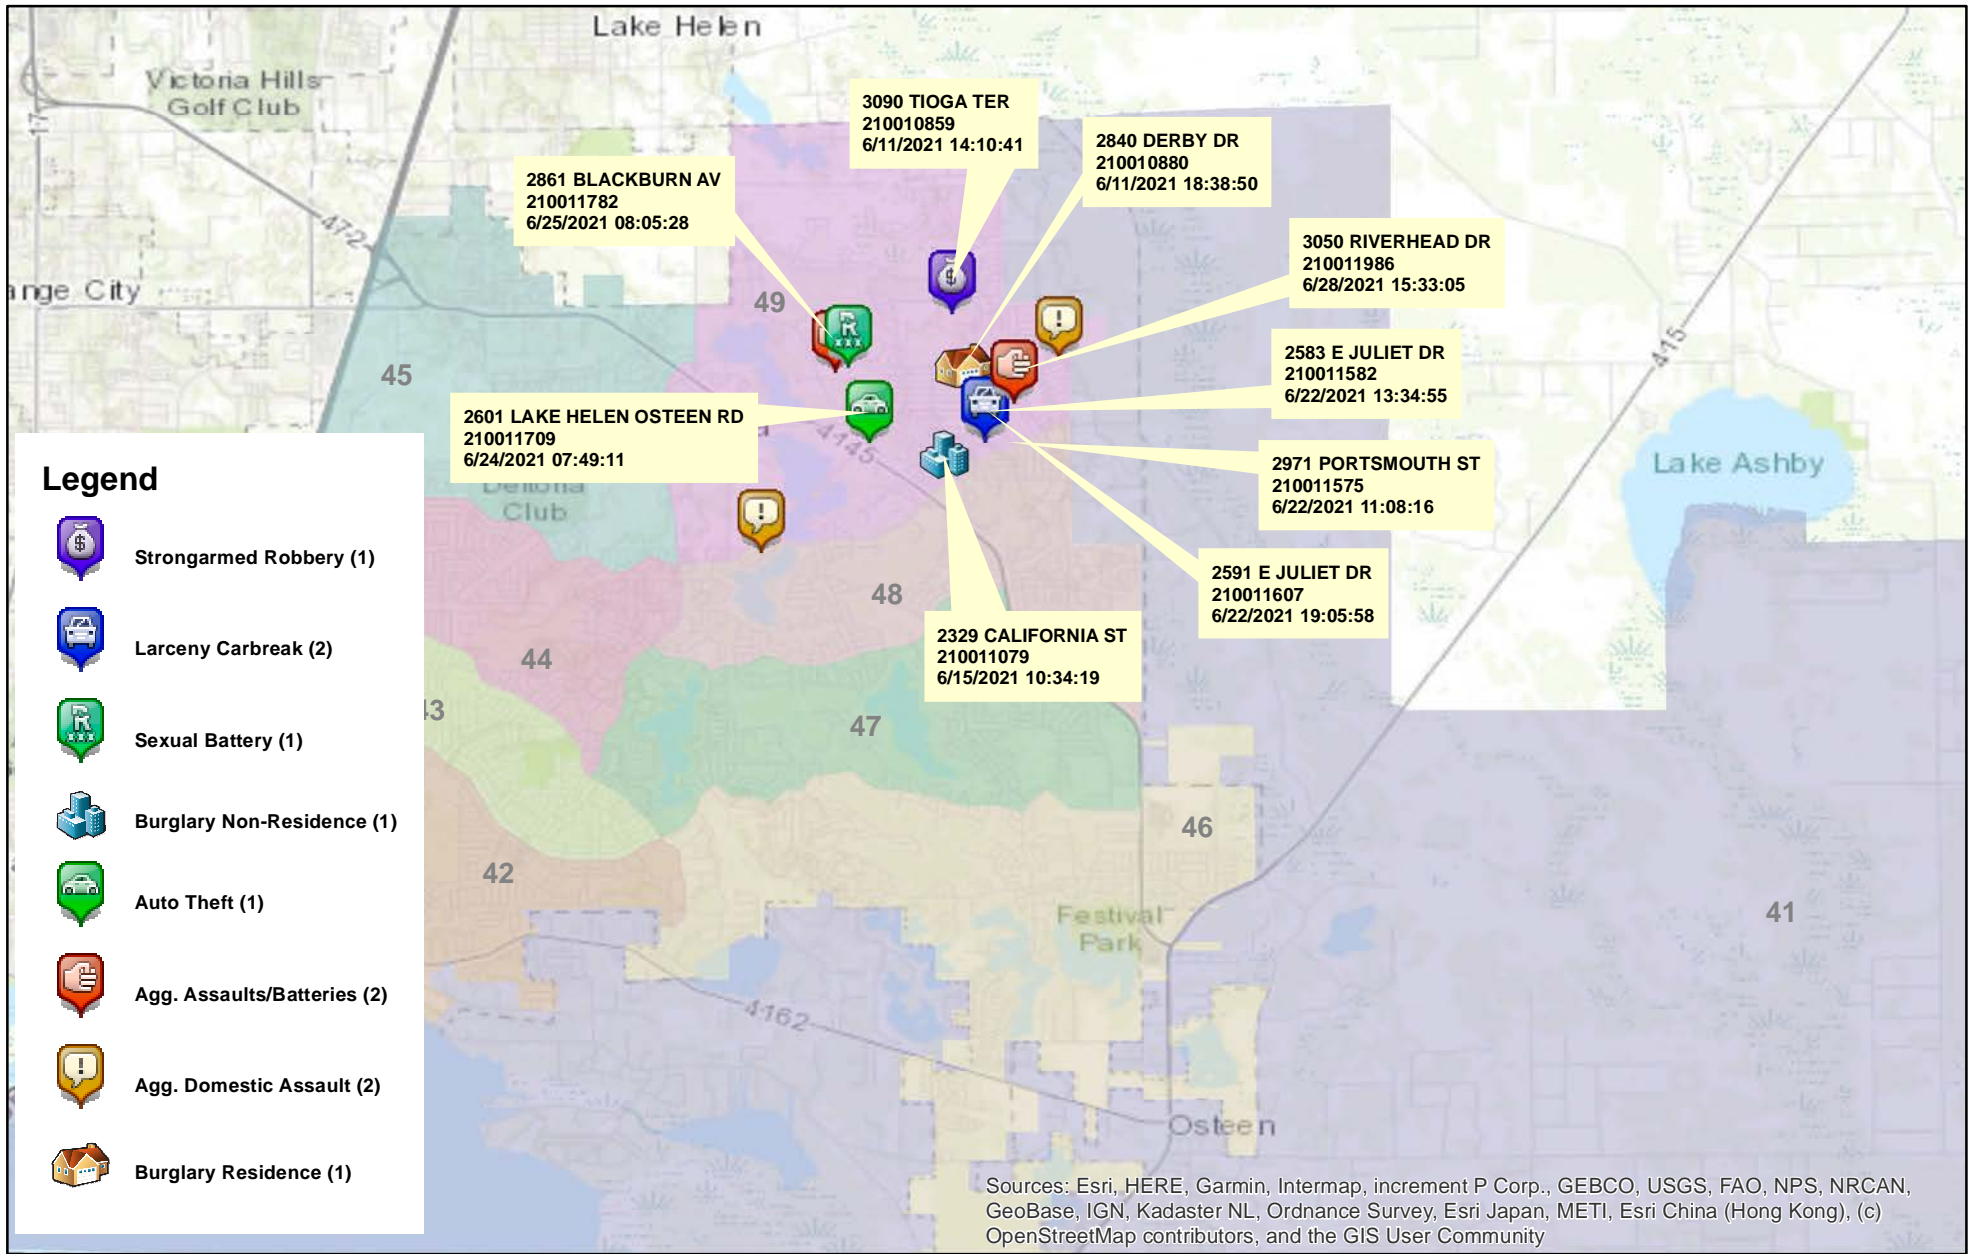 Lake Helen
Victoria Hills
Golf Club
17
472
ange City
3090 TIOGA TER
210010859
6/11/2021 14:10:41
2840 DERBY DR
210010880
6/11/2021 18:38:50
2861 BLACKBURN AV
210011782
6/25/2021 08:05:28
3050 RIVERHEAD DR
210011986
6/28/2021 15:33:05
49
45
2583 E JULIET DR
210011582
6/22/2021 13:34:55
415
2601 LAKE HELEN OSTEEN RD
210011709
6/24/2021 07:49:11
a
4145
2971 PORTSMOUTH ST
210011575
6/22/2021 11:08:16
Lake Ashby
Deltona
Club
2591 E JULIET DR
210011607
6/22/2021 19:05:58
48
2329 CALIFORNIA ST
210011079
6/15/2021 10:34:19
44
43
47
46
42
41
Festival
Park
4162
Osteen
Legend
Strongarmed Robbery (1)
Larceny Carbreak (2)
Sexual Battery (1)
Burglary Non-Residence (1)
Auto Theft (1)
Agg. Assaults/Batteries (2)
Agg. Domestic Assault (2)
Burglary Residence (1)
Sources: Esri, HERE, Garmin, Intermap, increment P Corp., GEBCO, USGS, FAO, NPS, NRCAN,
GeoBase, IGN, Kadaster NL, Ordnance Survey, Esri Japan, METI, Esri China (Hong Kong), (c)
OpenStreetMap contributors, and the GIS User Community